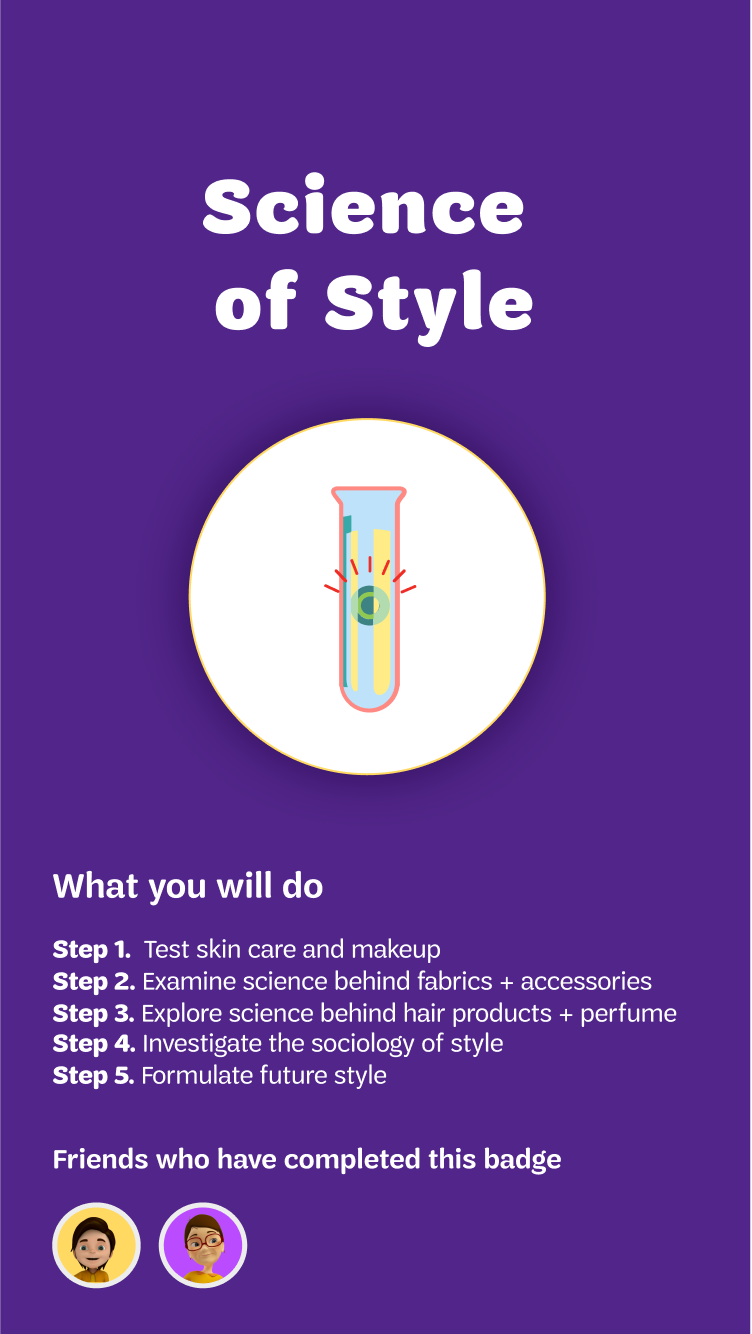 Science
of Style
What you will do
Step 1. Test skin care and makeup
Step 2. Examine science behind fabrics + accessories
Step 3. Explore science behind hair products + perfume
Step 4. Investigate the sociology of style
Step 5. Formulate future style
Friends who have completed this badge